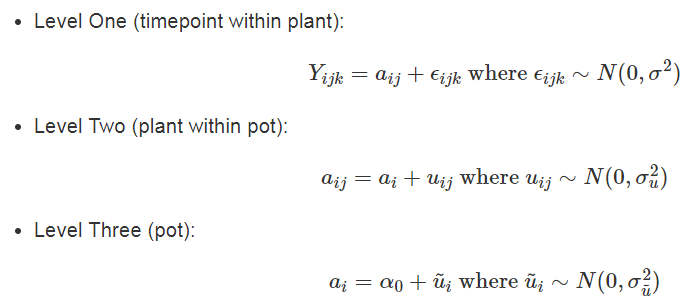 • Level One (timepoint within plant):
Y_{ijk} = a_{ij} + ϵ_{ijk} where ϵ_{ijk} ∼ N(0, σ^2)
• Level Two (plant within pot):
a_{ij} = a_i + u_{ij} where u_{ij} ∼ N(0, σ_u^2)
• Level Three (pot):
a_i = α_0 + ũ_i where ũ_i ∼ N(0, σ_ũ^2)